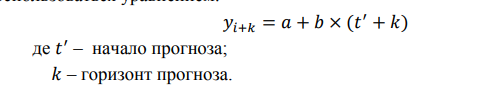 y_{i+k} = a + b × (t′ + k)
де t′ – начало прогноза;
k – горизонт прогноза.